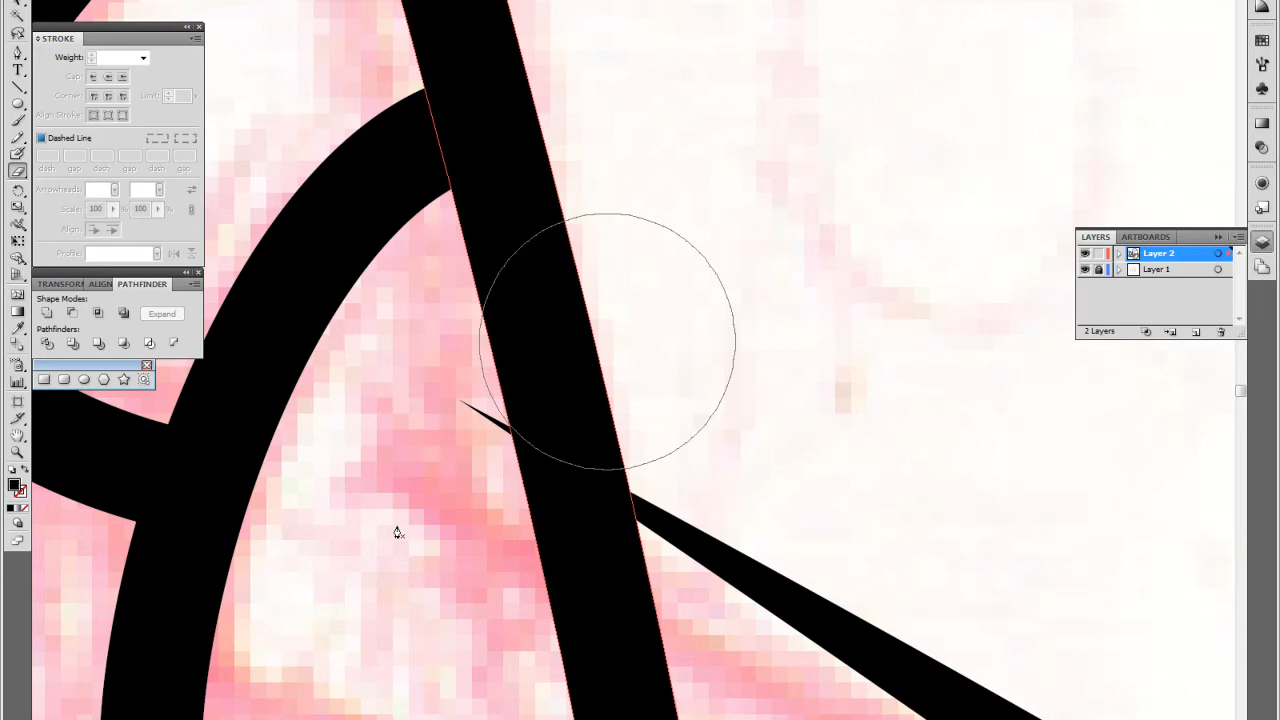 STROKE
Weight:
Cap:
Corner:
Limit:
Align Stroke:
Dashed Line
dash gap dash gap dash gap
Arrowheads:
Scale: 100 % 100 %
Align:
Profile:
TRANSFORM ALIGN PATHFINDER
Shape Modes:
Expand
Pathfinders:
LAYERS ARTBOARDS
Layer 2
Layer 1
2 Layers